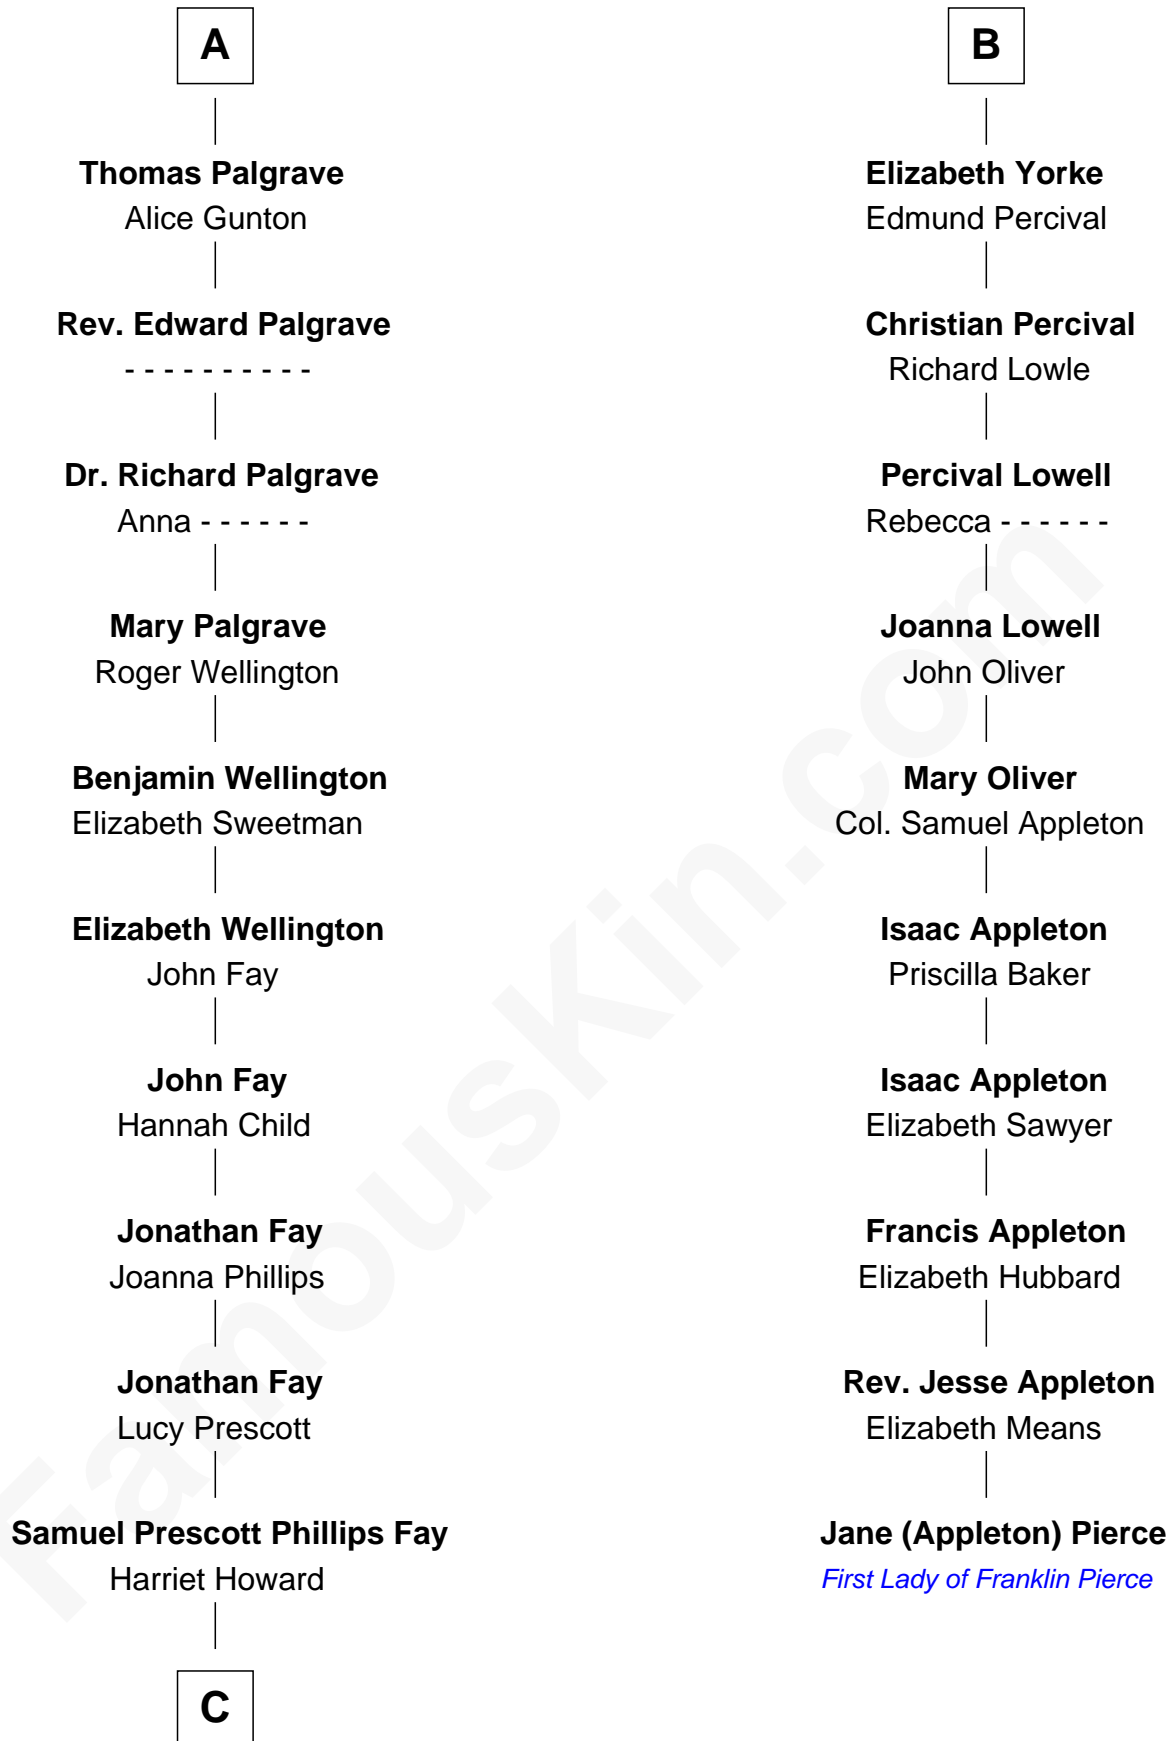 A
Thomas Palgrave
Alice Gunton
Rev. Edward Palgrave
- - - - - - - - - -
Dr. Richard Palgrave
Anna - - - - - -
Mary Palgrave
Roger Wellington
Benjamin Wellington
Elizabeth Sweetman
Elizabeth Wellington
John Fay
John Fay
Hannah Child
Jonathan Fay
Joanna Phillips
Jonathan Fay
Lucy Prescott
Samuel Prescott Phillips Fay
Harriet Howard
C
B
Elizabeth Yorke
Edmund Percival
Christian Percival
Richard Lowle
Percival Lowell
Rebecca - - - - - -
Joanna Lowell
John Oliver
Mary Oliver
Col. Samuel Appleton
Isaac Appleton
Priscilla Baker
Isaac Appleton
Elizabeth Sawyer
Francis Appleton
Elizabeth Hubbard
Rev. Jesse Appleton
Elizabeth Means
Jane (Appleton) Pierce
First Lady of Franklin Pierce
FamousKin.com